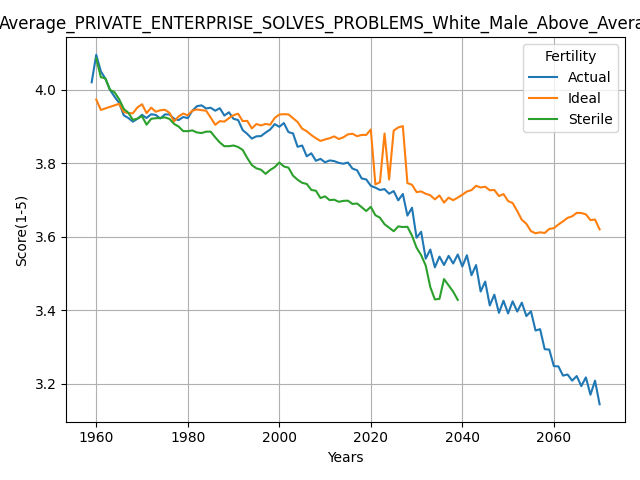 Average_PRIVATE_ENTERPRISE_SOLVES_PROBLEMS_White_Male_Above_Avera
Fertility
Actual
Ideal
Sterile
Score(1-5)
4.0
3.8
3.6
3.4
3.2
1960 1980 2000 2020 2040 2060
Years